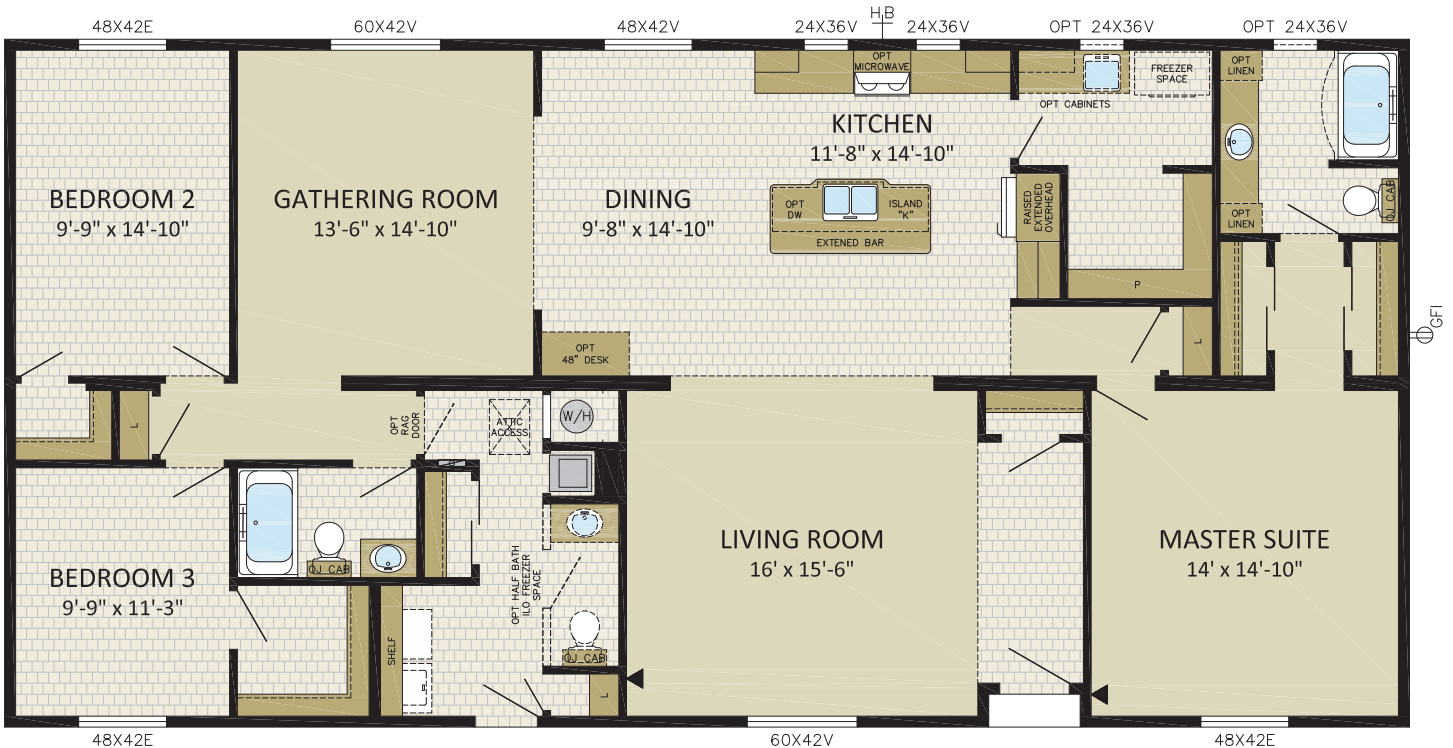 48X42E
60X42V
48X42V
24X36V
H.B
24X36V
OPT 24X36V
OPT 24X36V
OPT
MICROWAVE
FREEZER
SPACE
OPT
LINEN
OPT CABINETS
KITCHEN
11'-8" x 14'-10"
BEDROOM 2
9'-9" x 14'-10"
GATHERING ROOM
13'-6" x 14'-10"
DINING
9'-8" x 14'-10"
OPT
DW
ISLAND
"K"
EXTENED BAR
RAISED
EXTENDED
OVERHEAD
OJ CAB
OPT
LINEN
P
GFI
OPT
48" DESK
L
L
OPT
RAG
DOOR
ATTIC
ACCESS
W/H
LIVING ROOM
16' x 15'-6"
MASTER SUITE
14' x 14'-10"
BEDROOM 3
9'-9" x 11'-3"
OJ CAB
OPT HALF BATH
ILO FREEZER
SPACE
SHELF
OJ CAB
L
48X42E
60X42V
48X42E